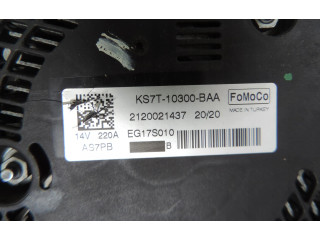 KS7T-10300-BAA
FoMoCo
MADE IN TURKEY
2120021437 20/20
14V 220A
EG17S010
AS7PB
B